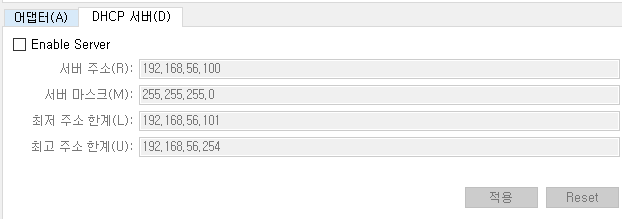 어댑터(A) DHCP 서버(D)
Enable Server
서버 주소(R): 192,168,56,100
서버 마스크(M): 255,255,255,0
최저 주소 한계(L): 192,168,56,101
최고 주소 한계(U): 192,168,56,254
적용 Reset